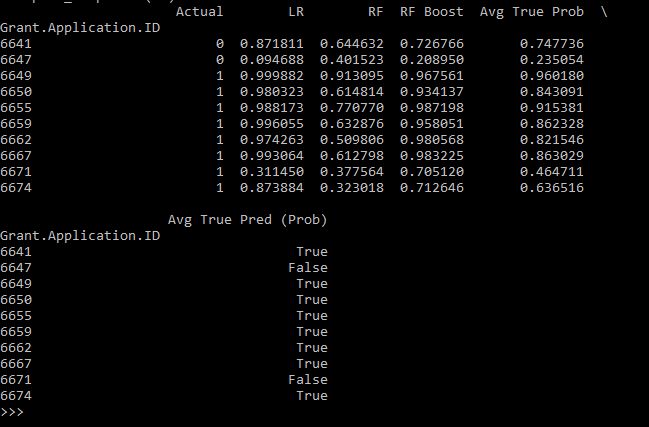 Actual LR RF RF Boost Avg True Prob \
Grant.Application.ID
6641 0 0.871811 0.644632 0.726766 0.747736
6647 0 0.094688 0.401523 0.208950 0.235054
6649 1 0.999882 0.913095 0.967561 0.960180
6650 1 0.980323 0.614814 0.934137 0.843091
6655 1 0.988173 0.770770 0.987198 0.915381
6659 1 0.996055 0.632876 0.958051 0.862328
6662 1 0.974263 0.509806 0.980568 0.821546
6667 1 0.993064 0.612798 0.983225 0.863029
6671 1 0.311450 0.377564 0.705120 0.464711
6674 1 0.873884 0.323018 0.712646 0.636516
Avg True Pred (Prob)
Grant.Application.ID
6641 True
6647 False
6649 True
6650 True
6655 True
6659 True
6662 True
6667 True
6671 False
6674 True
>>>